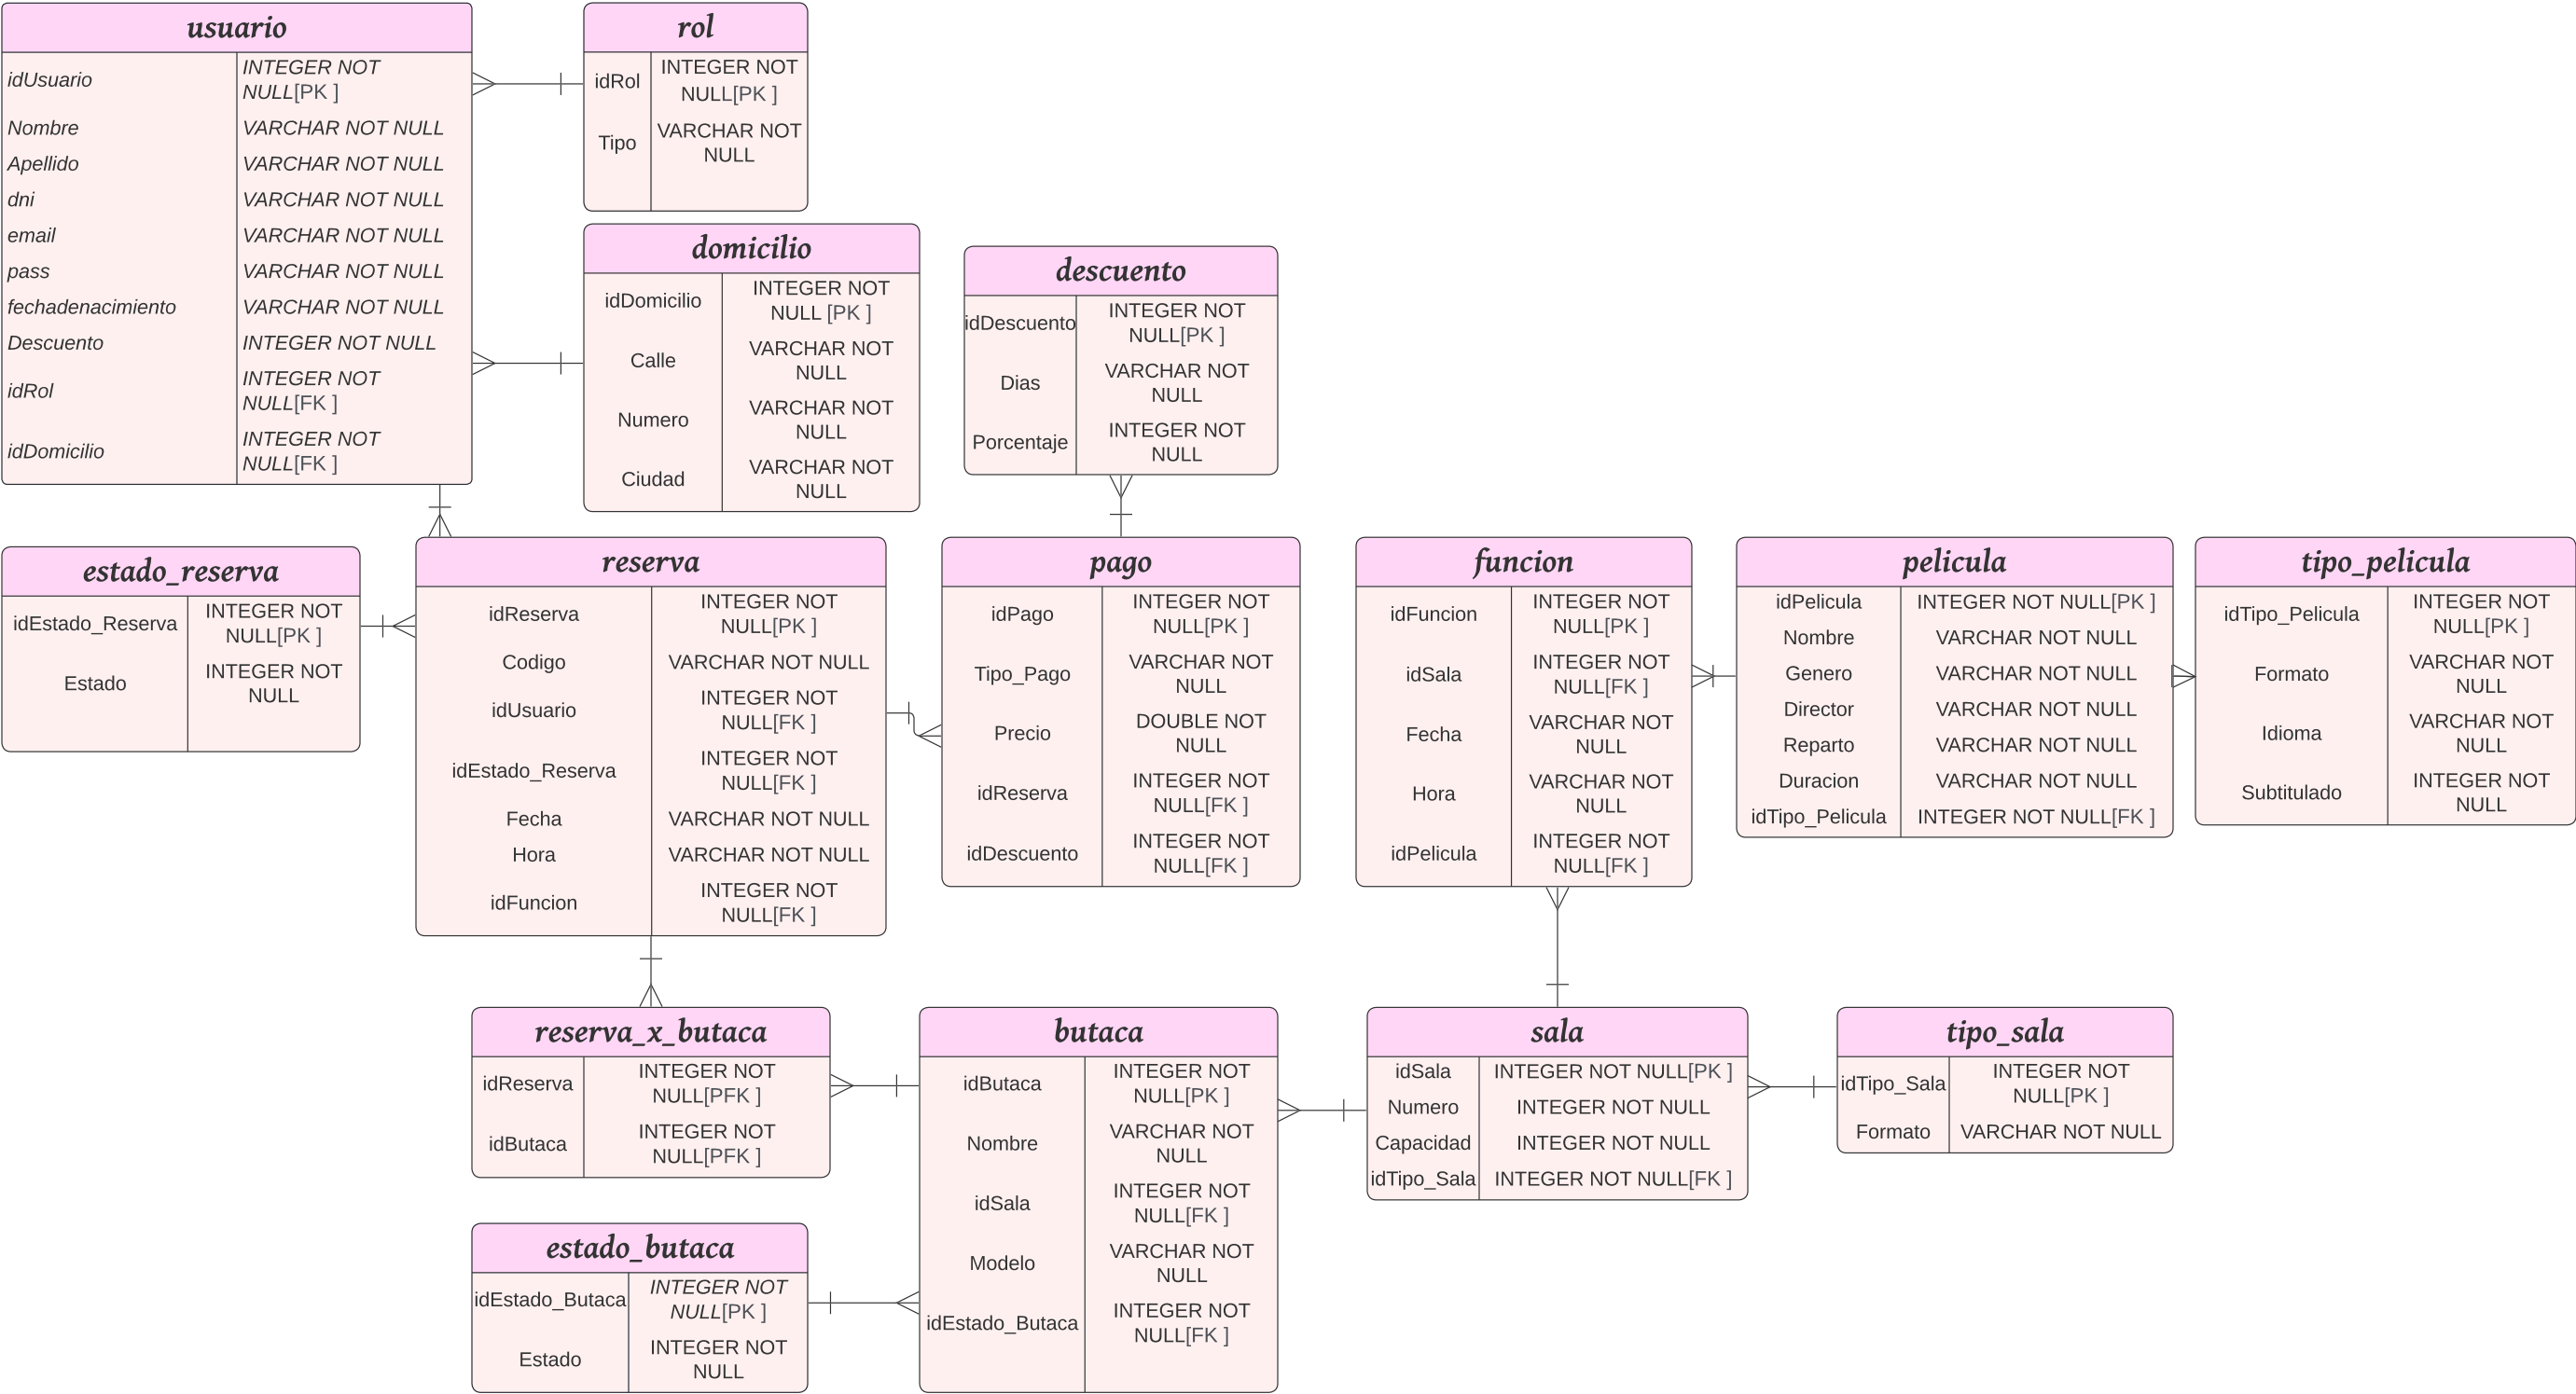 usuario
idUsuario
INTEGER NOT
NULL[PK ]
Nombre
VARCHAR NOT NULL
Apellido
VARCHAR NOT NULL
dni
VARCHAR NOT NULL
email
VARCHAR NOT NULL
pass
VARCHAR NOT NULL
fechadenacimiento
VARCHAR NOT NULL
Descuento
INTEGER NOT NULL
idRol
INTEGER NOT
NULL[FK ]
idDomicilio
INTEGER NOT
NULL[FK ]
rol
idRol
INTEGER NOT
NULL[PK ]
Tipo
VARCHAR NOT
NULL
domicilio
idDomicilio
INTEGER NOT
NULL [PK ]
Calle
VARCHAR NOT
NULL
Numero
VARCHAR NOT
NULL
Ciudad
VARCHAR NOT
NULL
descuento
idDescuento
INTEGER NOT
NULL[PK ]
Dias
VARCHAR NOT
NULL
Porcentaje
INTEGER NOT
NULL
estado_reserva
idEstado_Reserva
INTEGER NOT
NULL[PK ]
Estado
INTEGER NOT
NULL
reserva
idReserva
INTEGER NOT
NULL[PK ]
Codigo
VARCHAR NOT NULL
idUsuario
INTEGER NOT
NULL[FK ]
idEstado_Reserva
INTEGER NOT
NULL[FK ]
Fecha
VARCHAR NOT NULL
Hora
VARCHAR NOT NULL
idFuncion
INTEGER NOT
NULL[FK ]
pago
idPago
INTEGER NOT
NULL[PK ]
Tipo_Pago
VARCHAR NOT
NULL
Precio
DOUBLE NOT
NULL
idReserva
INTEGER NOT
NULL[FK ]
idDescuento
INTEGER NOT
NULL[FK ]
funcion
idFuncion
INTEGER NOT
NULL[PK ]
idSala
INTEGER NOT
NULL[FK ]
Fecha
VARCHAR NOT
NULL
Hora
VARCHAR NOT
NULL
idPelicula
INTEGER NOT
NULL[FK ]
pelicula
idPelicula
INTEGER NOT NULL[PK ]
Nombre
VARCHAR NOT NULL
Genero
VARCHAR NOT NULL
Director
VARCHAR NOT NULL
Reparto
VARCHAR NOT NULL
Duracion
VARCHAR NOT NULL
idTipo_Pelicula
INTEGER NOT NULL[FK ]
tipo_pelicula
idTipo_Pelicula
INTEGER NOT
NULL[PK ]
Formato
VARCHAR NOT
NULL
Idioma
VARCHAR NOT
NULL
Subtitulado
INTEGER NOT
NULL
reserva_x_butaca
idReserva
INTEGER NOT
NULL[PFK ]
idButaca
INTEGER NOT
NULL[PFK ]
butaca
idButaca
INTEGER NOT
NULL[PK ]
Nombre
VARCHAR NOT
NULL
idSala
INTEGER NOT
NULL[FK ]
Modelo
VARCHAR NOT
NULL
idEstado_Butaca
INTEGER NOT
NULL[FK ]
sala
idSala
INTEGER NOT NULL[PK ]
Numero
INTEGER NOT NULL
Capacidad
INTEGER NOT NULL
idTipo_Sala
INTEGER NOT NULL[FK ]
tipo_sala
idTipo_Sala
INTEGER NOT
NULL[PK ]
Formato
VARCHAR NOT NULL
estado_butaca
idEstado_Butaca
INTEGER NOT
NULL[PK ]
Estado
INTEGER NOT
NULL